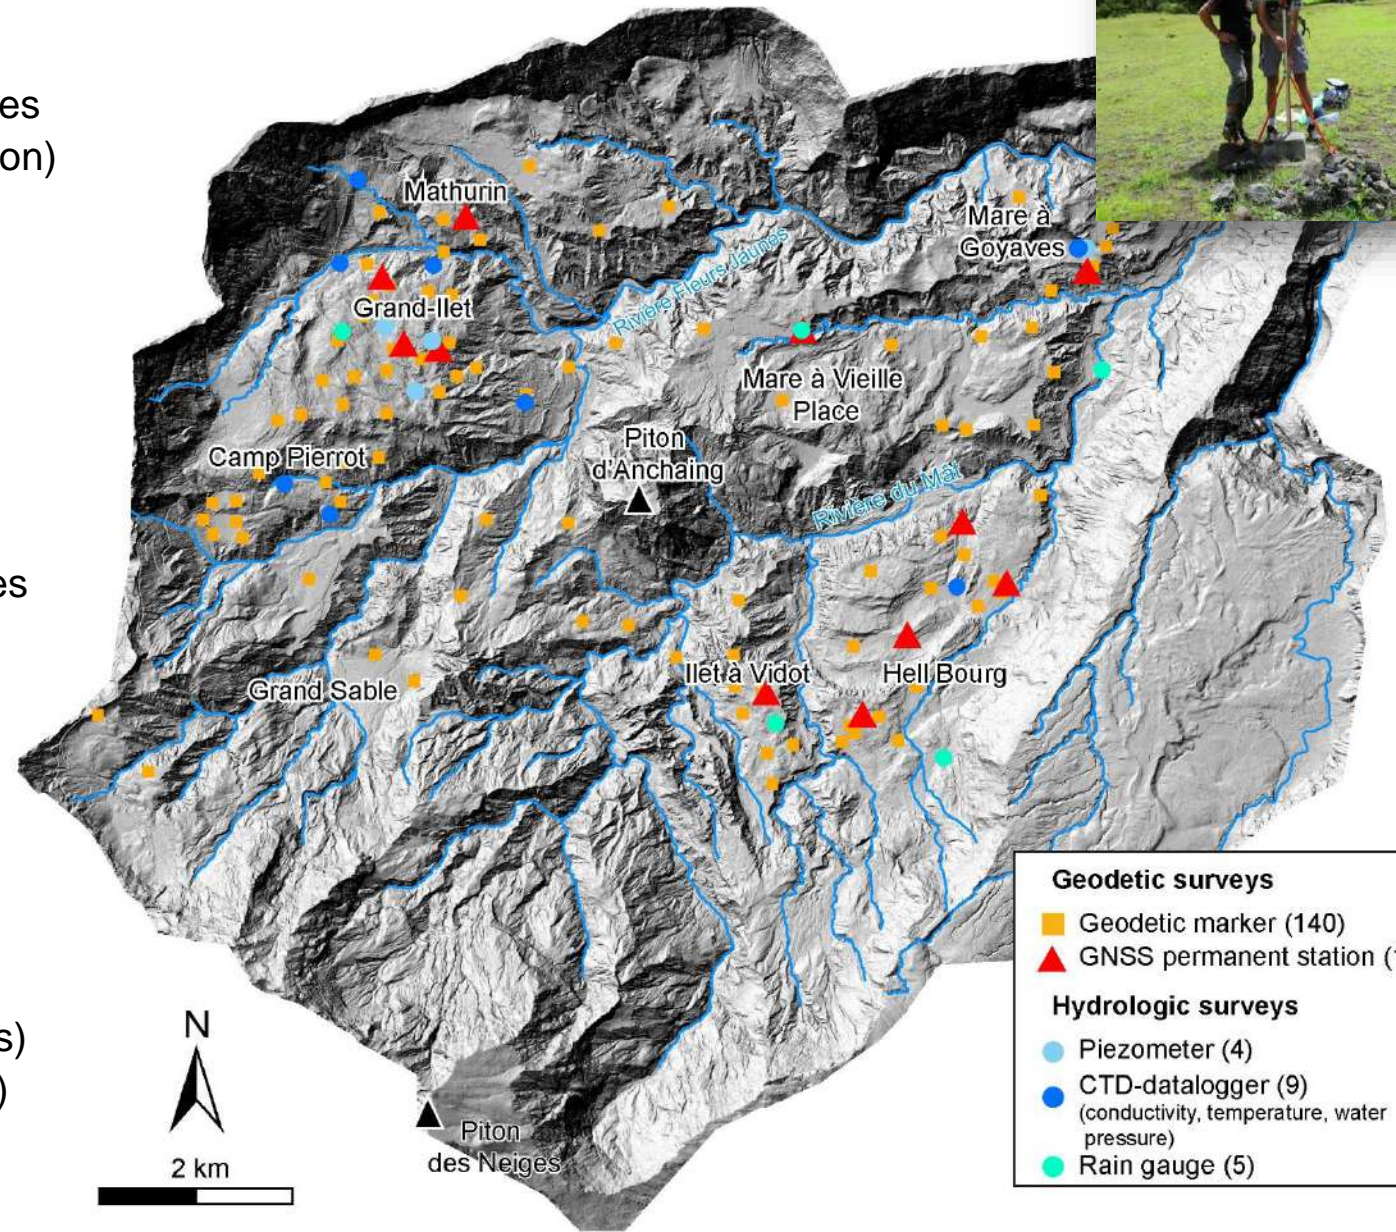 es
on)
es
s)
)
Mathurin
Mare à
Goyaves
Rivière Fleurs Jaunes
Grand-Ilet
Mare à Vieille
Place
Piton
d'Anchaing
Camp Pierrot
Rivière du Mât
Ilet à Vidot
Hell Bourg
Grand Sable
Geodetic surveys
Geodetic marker (140)
GNSS permanent station (
Hydrologic surveys
Piezometer (4)
CTD-datalogger (9)
(conductivity, temperature, water
pressure)
Rain gauge (5)
N
2 km
Piton
des Neiges